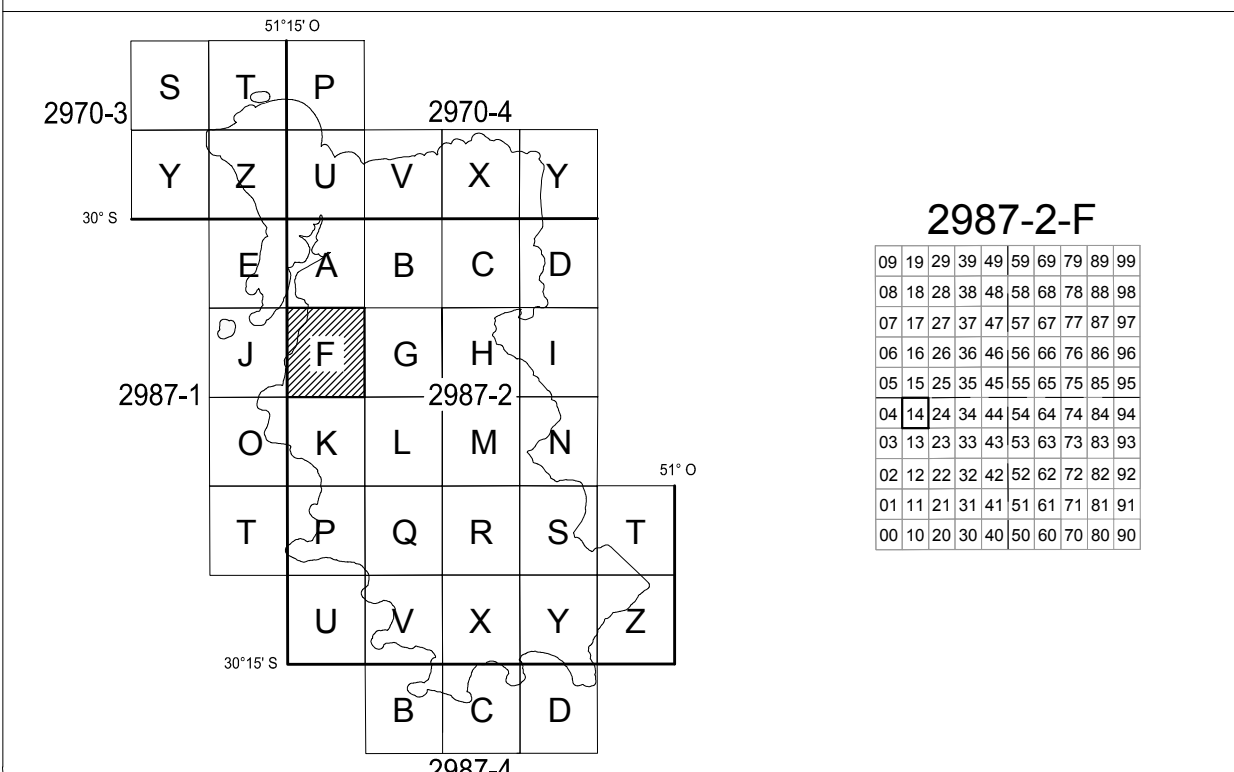 51°15' O
S T P
2970-3 2970-4
Y Z U V X Y
30° S
E A B C D
J F G H I
2987-1 2987-2
O K L M N
51° O
T P Q R S T
U V X Y Z
30°15' S
B C D
2987-4
2987-2-F
09 19 29 39 49 59 69 79 89 99
08 18 28 38 48 58 68 78 88 98
07 17 27 37 47 57 67 77 87 97
06 16 26 36 46 56 66 76 86 96
05 15 25 35 45 55 65 75 85 95
04 14 24 34 44 54 64 74 84 94
03 13 23 33 43 53 63 73 83 93
02 12 22 32 42 52 62 72 82 92
01 11 21 31 41 51 61 71 81 91
00 10 20 30 40 50 60 70 80 90